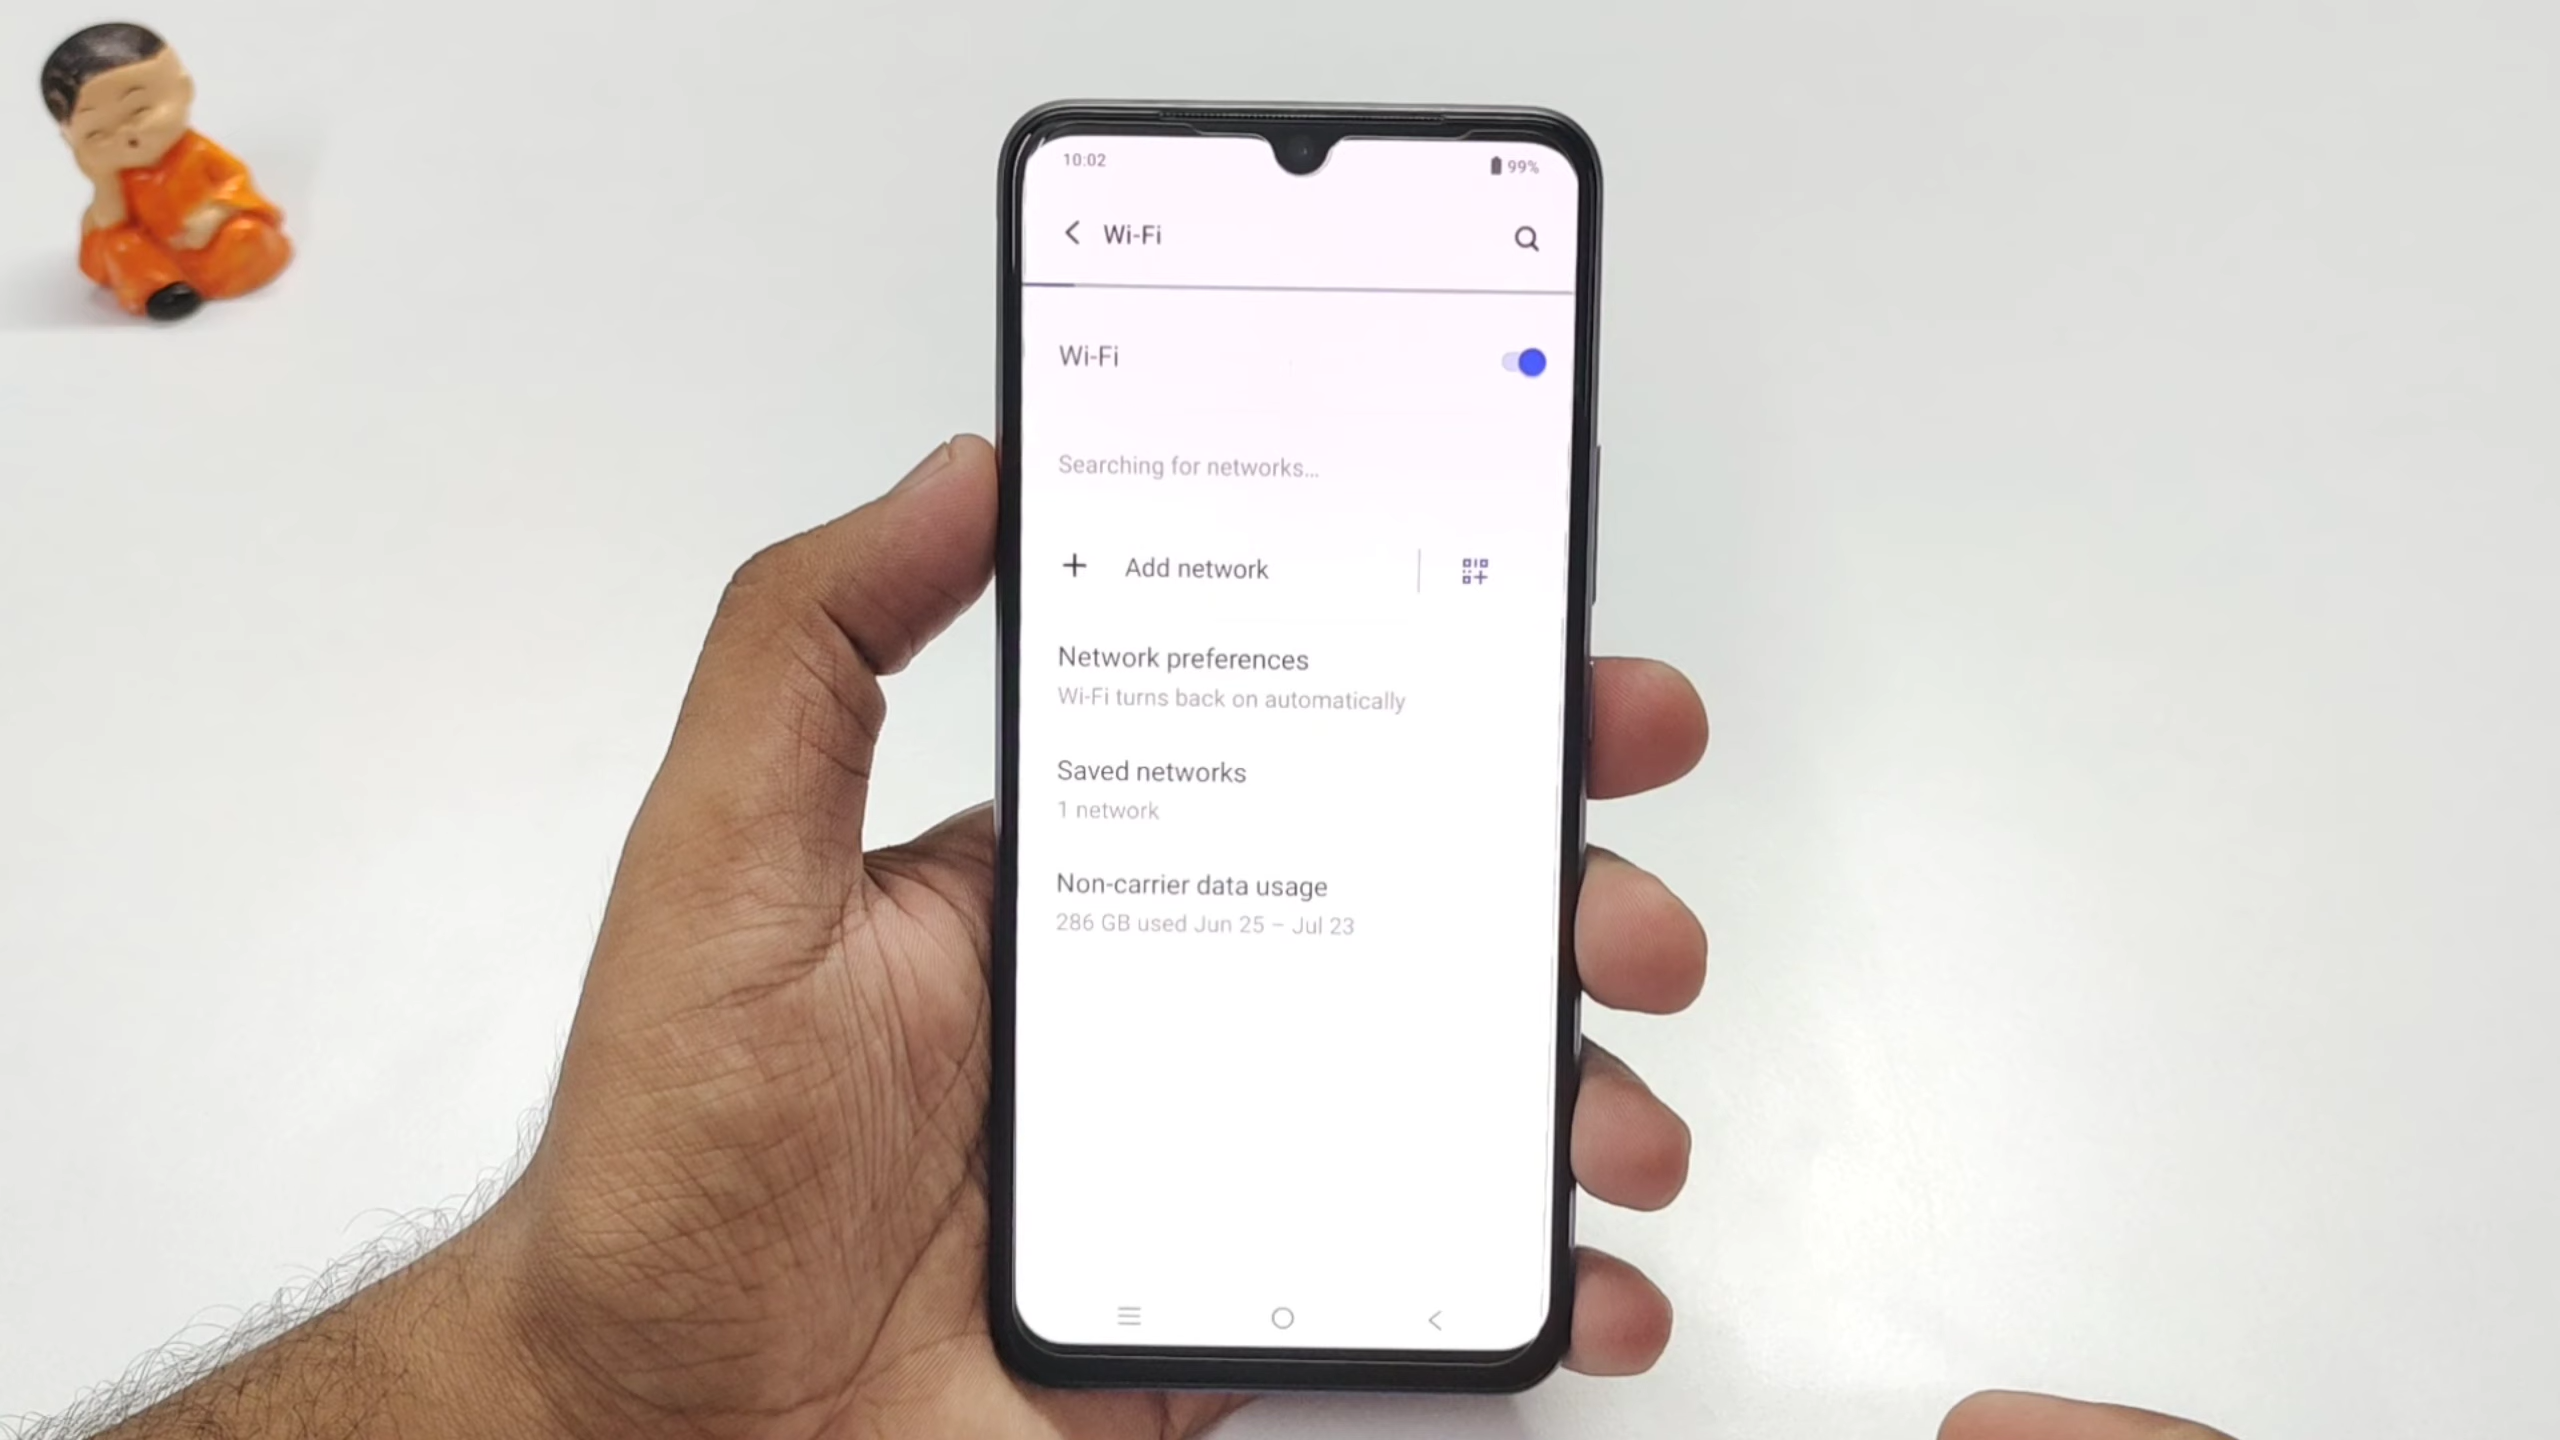 10:02
99%
Wi-Fi
Wi-Fi
Searching for networks...
Add network
Network preferences
Wi-Fi turns back on automatically
Saved networks
1 network
Non-carrier data usage
286 GB used Jun 25 – Jul 23